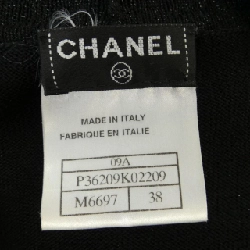 CHANEL
MADE IN ITALY
FABRIQUE EN ITALIE
09A
P36209K02209
M6697 38